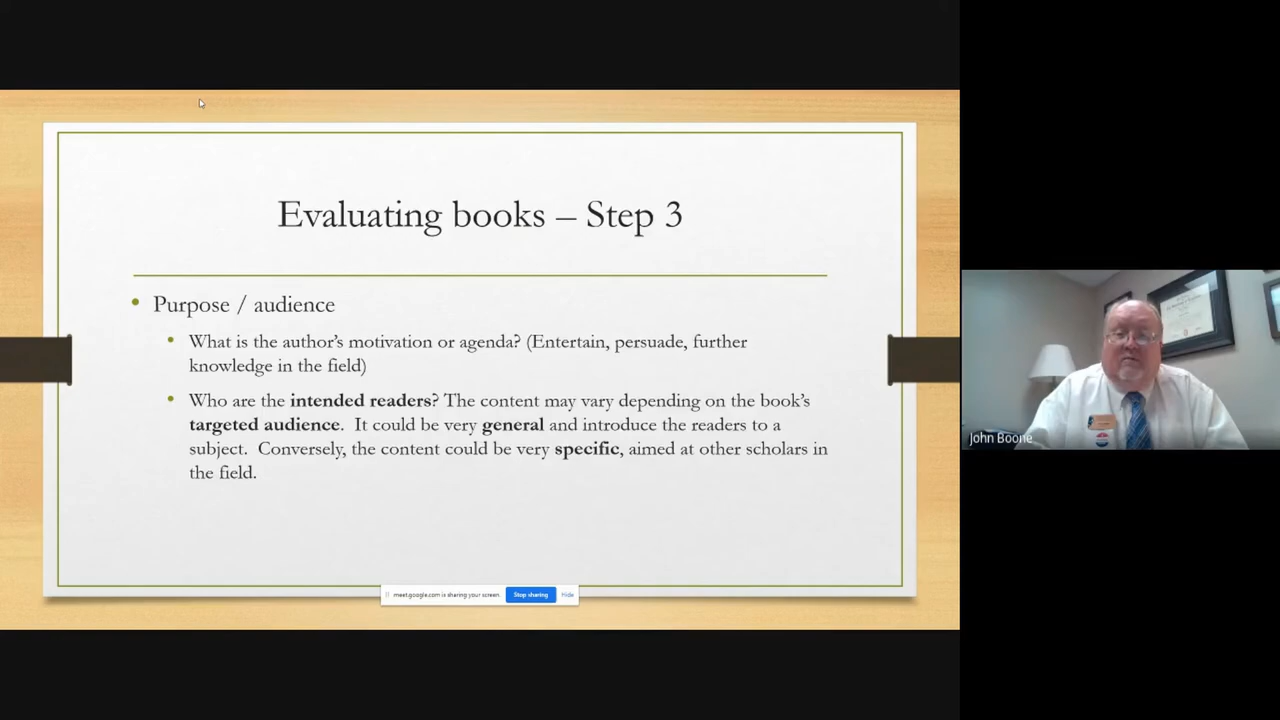 Evaluating books – Step 3
• Purpose / audience
• What is the author’s motivation or agenda? (Entertain, persuade, further
knowledge in the field)
• Who are the intended readers? The content may vary depending on the book’s
targeted audience.  It could be very general and introduce the readers to a
subject.  Conversely, the content could be very specific, aimed at other scholars in
the field.
meet.google.com is sharing your screen.
Stop sharing
Hide
John Boone